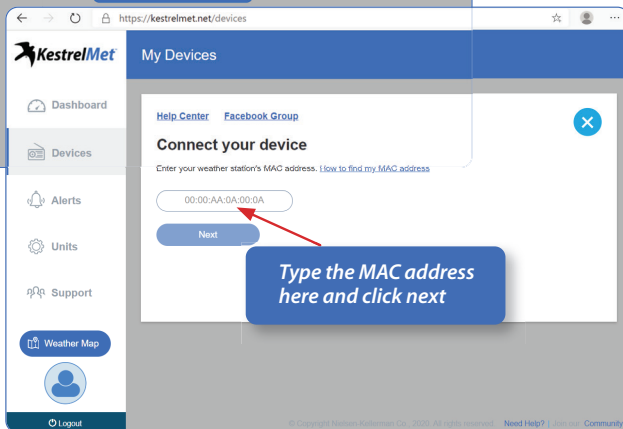 https://kestrelmet.net/devices
KestrelMet
My Devices
Dashboard
Devices
Alerts
Units
Support
Weather Map
Logout
Help Center Facebook Group
Connect your device
Enter your weather station's MAC address. How to find my MAC address
00:00:AA:0A:00:0A
Next
Type the MAC address
here and click next
© Copyright Nielsen-Kellerman Co., 2020. All rights reserved. Need Help? | Join our Community